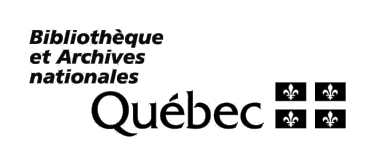 Bibliothèque
et Archives
nationales
Québec